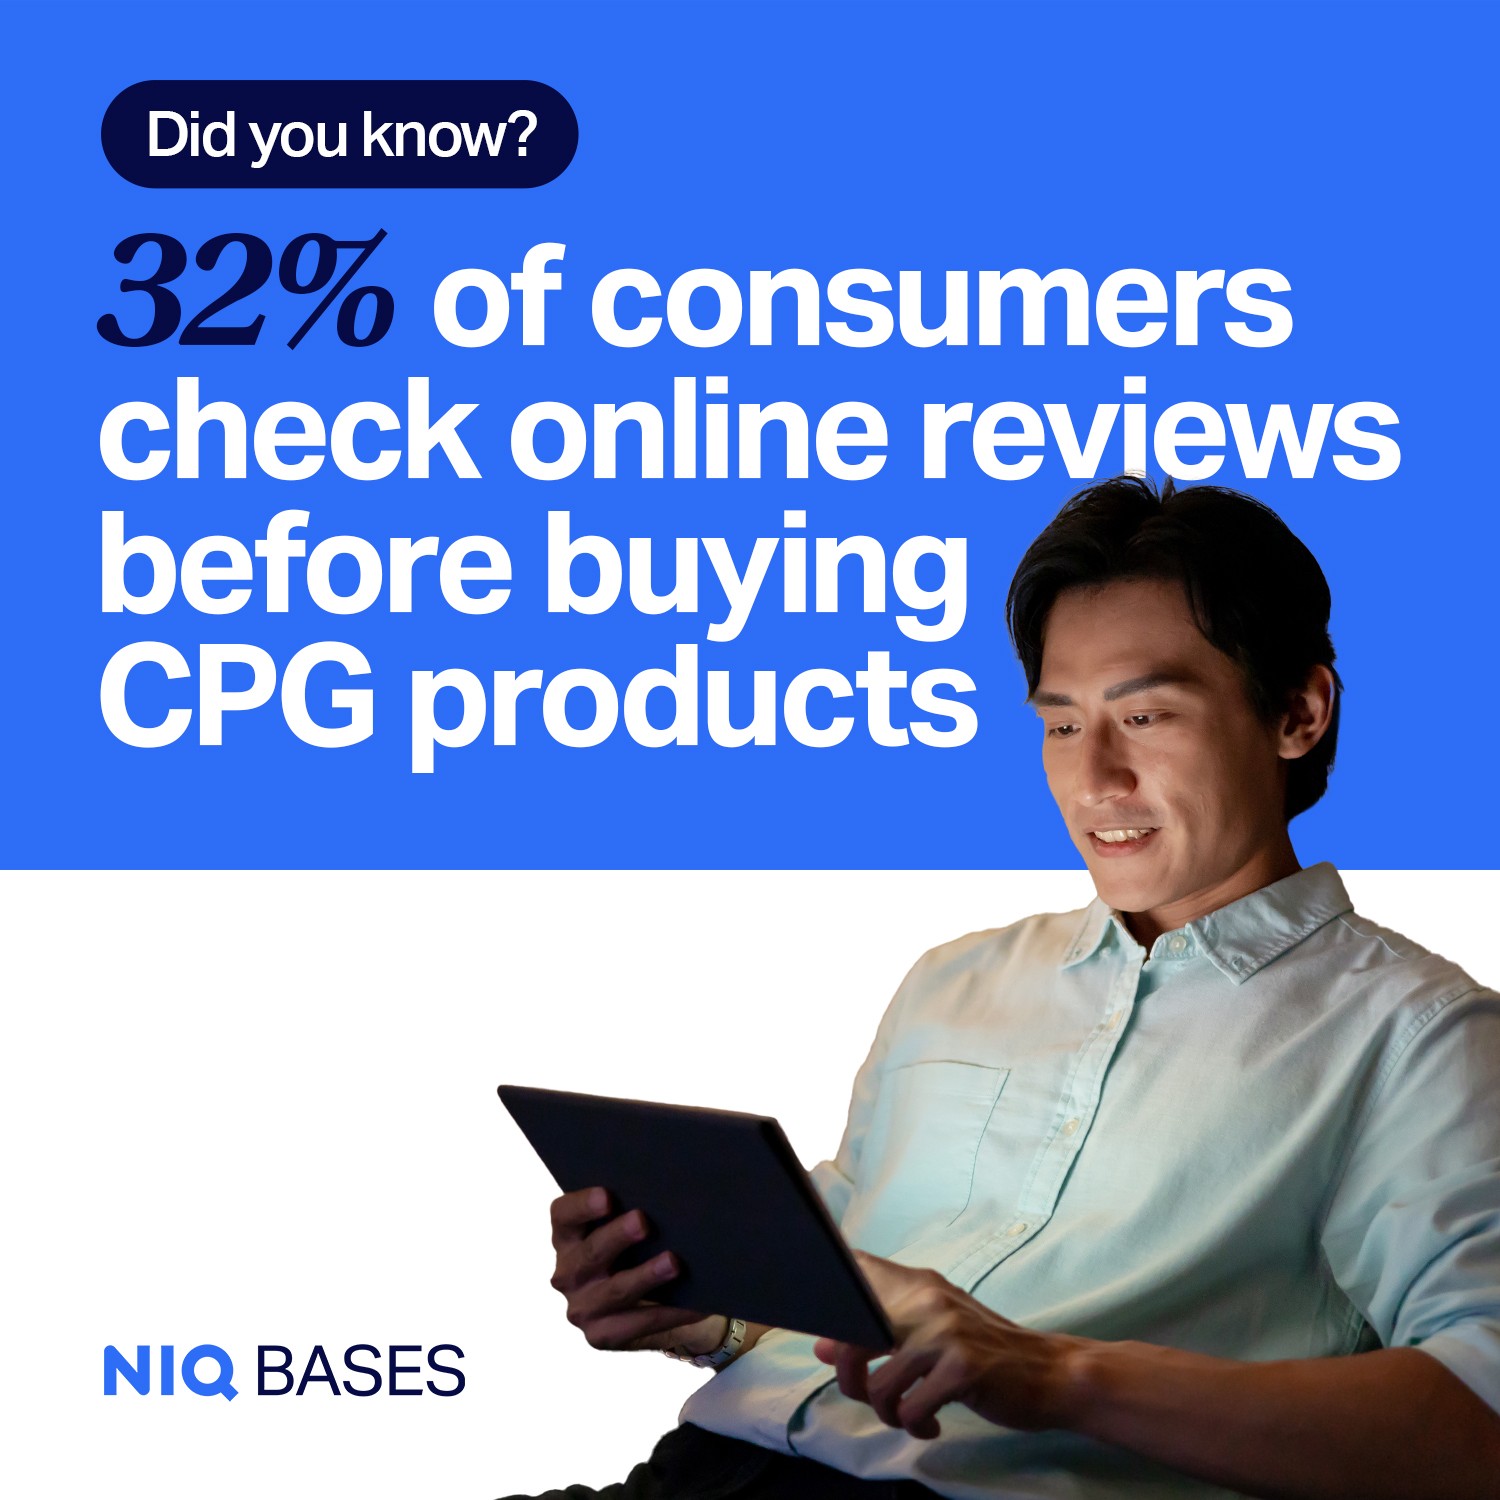 Did you know?
32% of consumers
check online reviews
before buying
CPG products
NIQ BASES